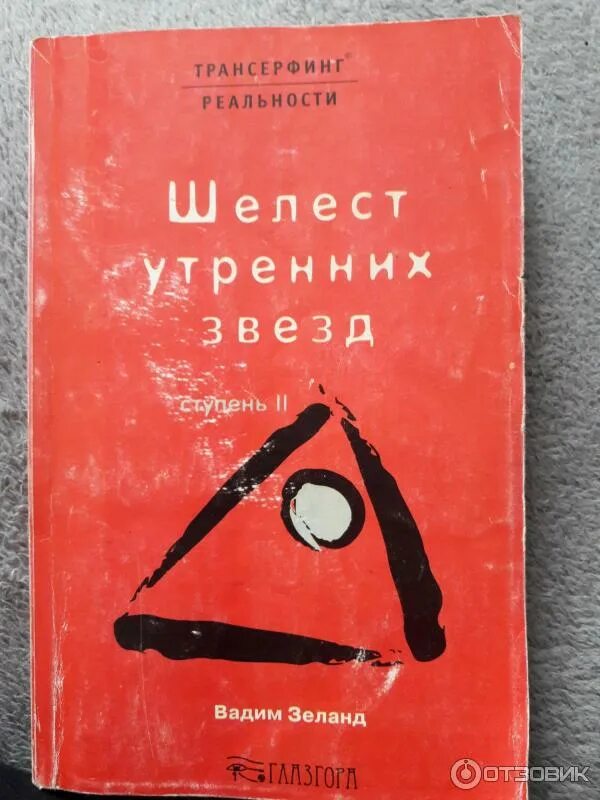 ТРАНСЕРФИНГ®
РЕАЛЬНОСТИ
Шелест
утренних
звезд
ступень II
Вадим Зеланд
ГЛАЗГОРА
ОТЗОВИК